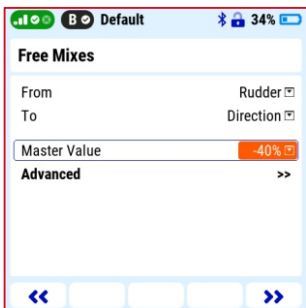 B Default 34%
Free Mixes
From Rudder
To Direction
Master Value -40%
Advanced >>
<< >>